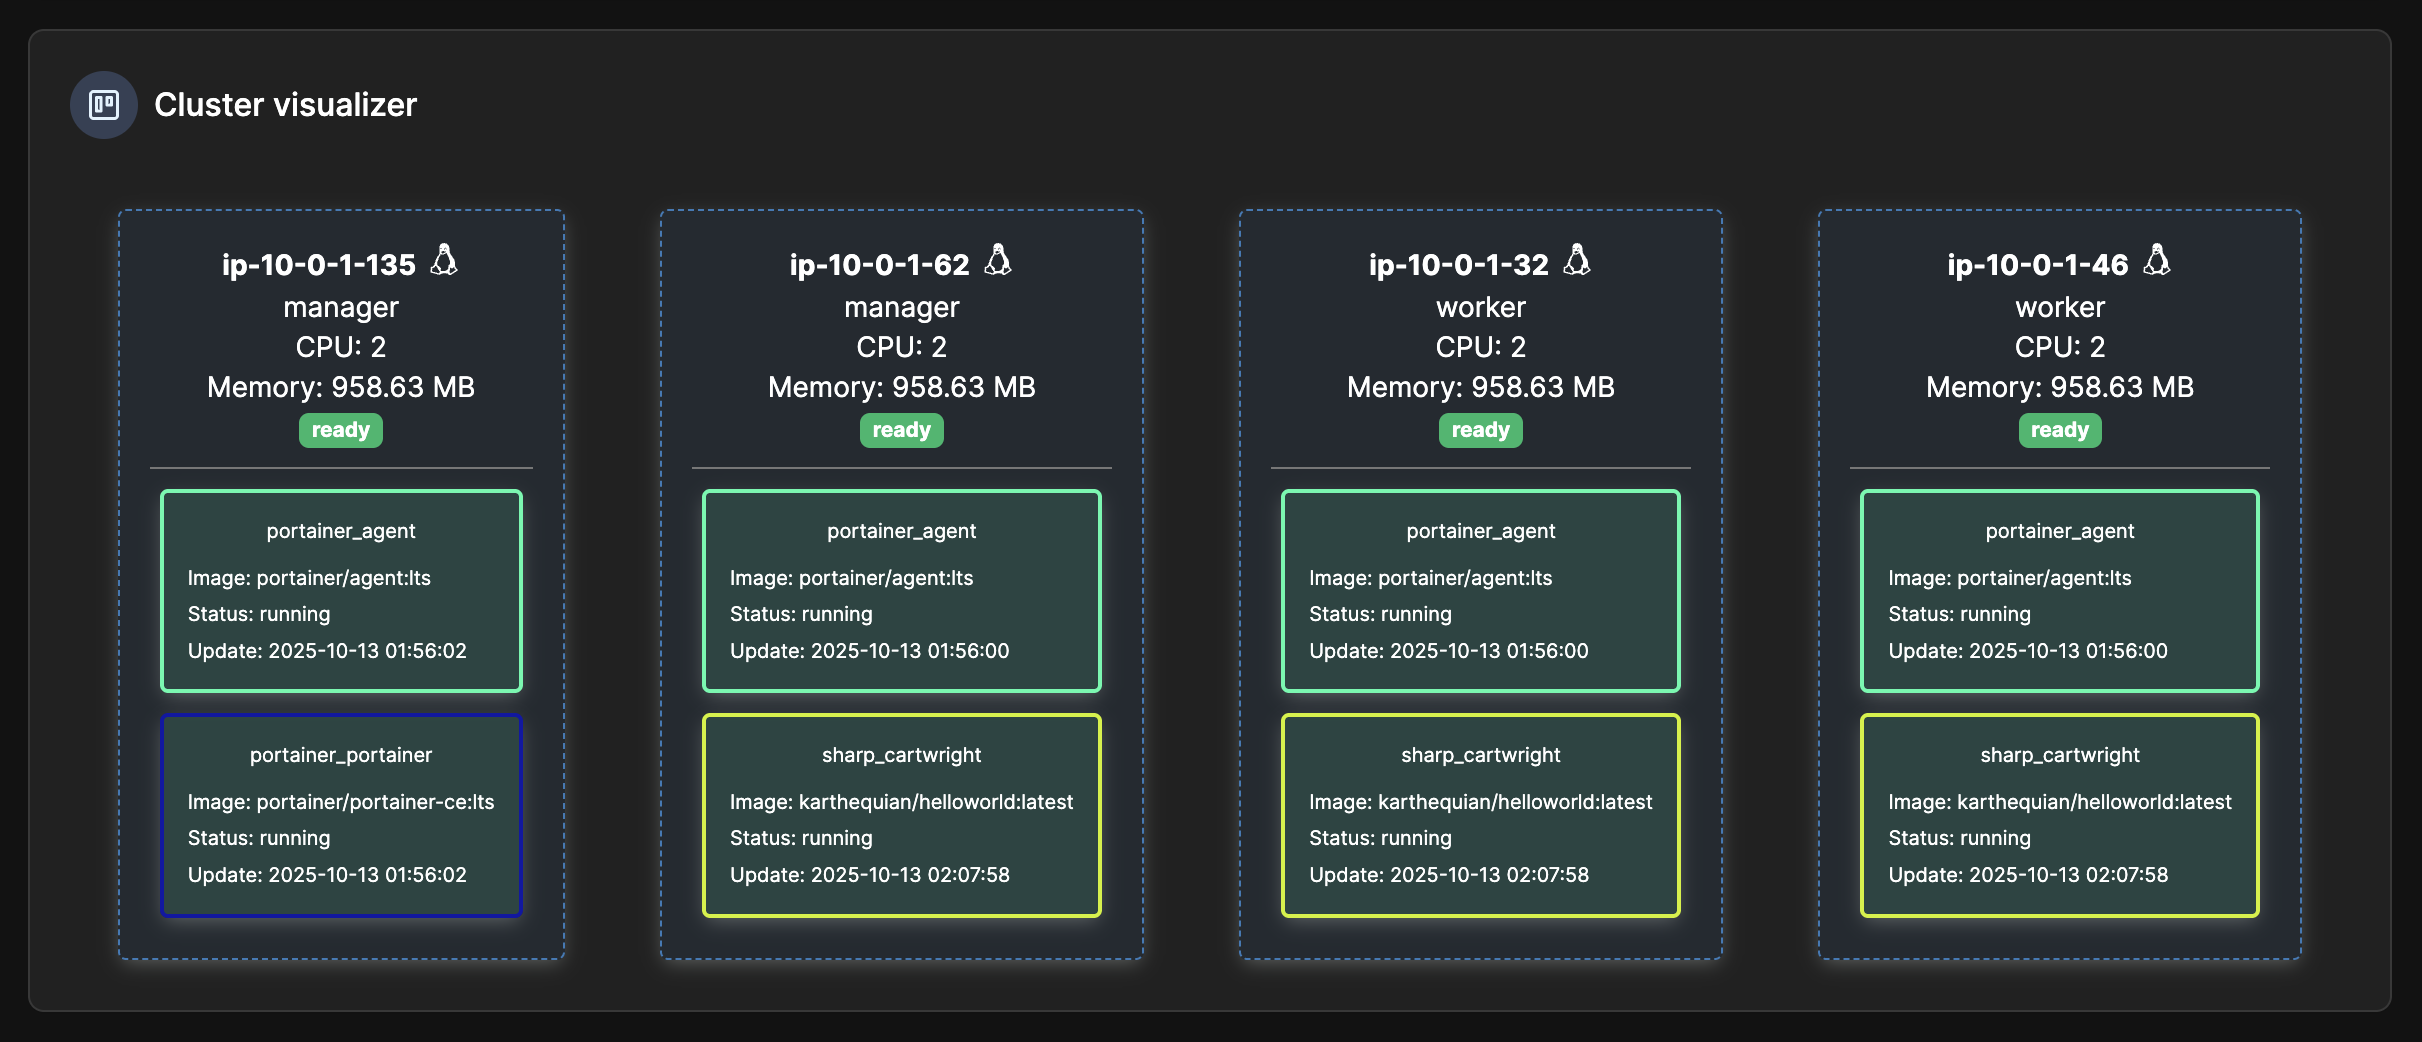 Cluster visualizer
ip-10-0-1-135
manager
CPU: 2
Memory: 958.63 MB
ready
portainer_agent
Image: portainer/agent:lts
Status: running
Update: 2025-10-13 01:56:02
portainer_portainer
Image: portainer/portainer-ce:lts
Status: running
Update: 2025-10-13 01:56:02
ip-10-0-1-62
manager
CPU: 2
Memory: 958.63 MB
ready
portainer_agent
Image: portainer/agent:lts
Status: running
Update: 2025-10-13 01:56:00
sharp_cartwright
Image: karthequian/helloworld:latest
Status: running
Update: 2025-10-13 02:07:58
ip-10-0-1-32
worker
CPU: 2
Memory: 958.63 MB
ready
portainer_agent
Image: portainer/agent:lts
Status: running
Update: 2025-10-13 01:56:00
sharp_cartwright
Image: karthequian/helloworld:latest
Status: running
Update: 2025-10-13 02:07:58
ip-10-0-1-46
worker
CPU: 2
Memory: 958.63 MB
ready
portainer_agent
Image: portainer/agent:lts
Status: running
Update: 2025-10-13 01:56:00
sharp_cartwright
Image: karthequian/helloworld:latest
Status: running
Update: 2025-10-13 02:07:58